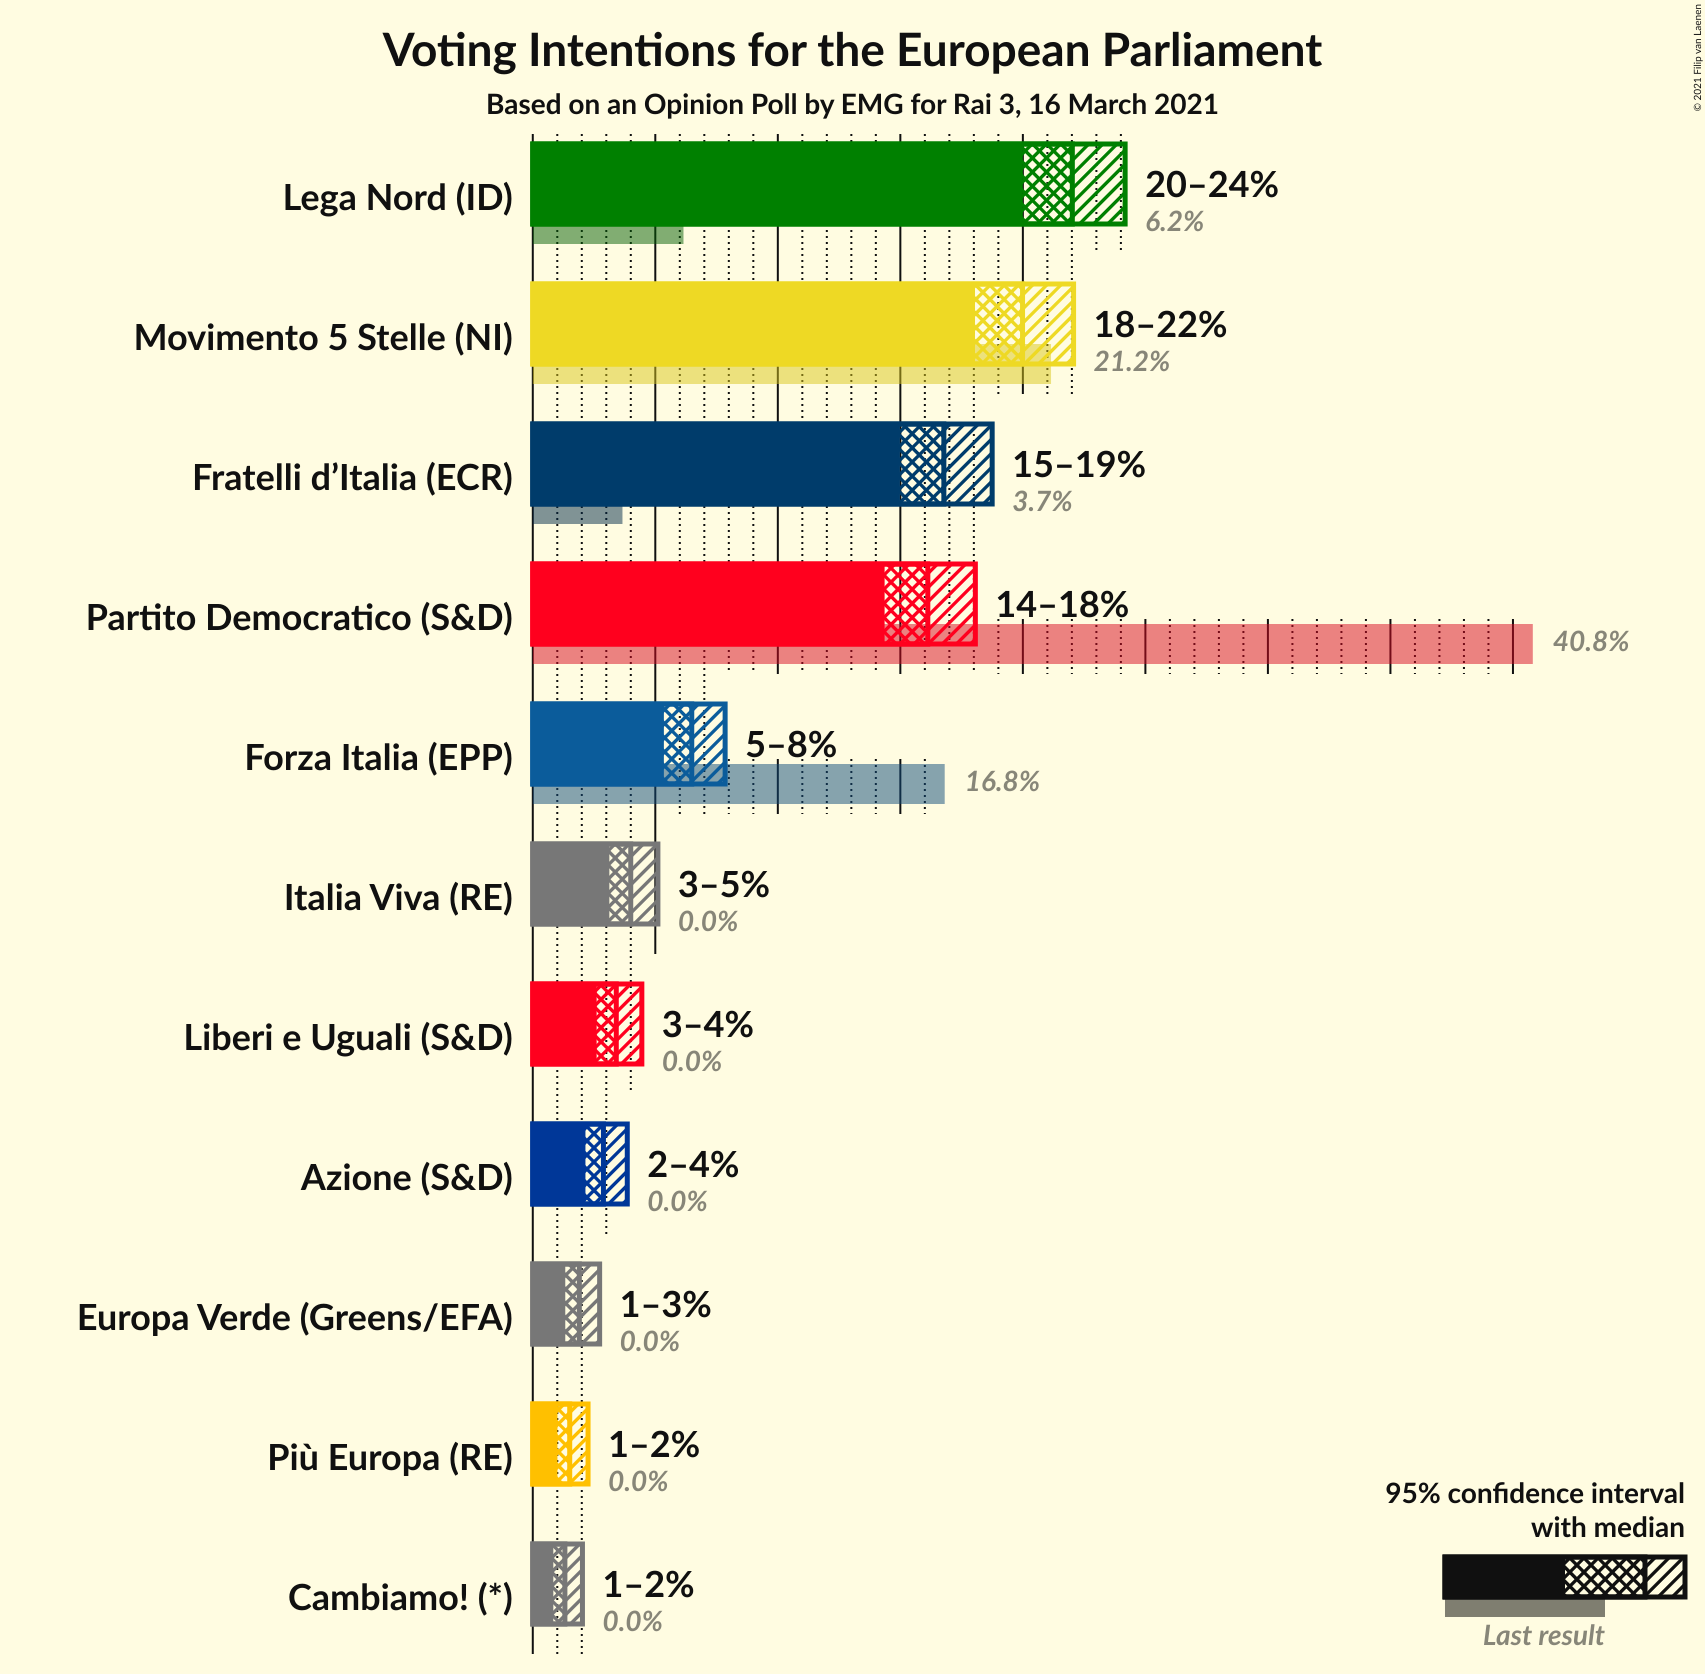 Voting Intentions for the European Parliament
Based on an Opinion Poll by EMG for Rai 3, 16 March 2021
© 2021 Filip van Laenen
Lega Nord (ID)
20–24%
6.2%
Movimento 5 Stelle (NI)
18–22%
21.2%
Fratelli d’Italia (ECR)
15–19%
3.7%
Partito Democratico (S&D)
14–18%
40.8%
Forza Italia (EPP)
5–8%
16.8%
Italia Viva (RE)
3–5%
0.0%
Liberi e Uguali (S&D)
3–4%
0.0%
Azione (S&D)
2–4%
0.0%
Europa Verde (Greens/EFA)
1–3%
0.0%
Più Europa (RE)
1–2%
0.0%
Cambiamo! (*)
1–2%
0.0%
95% confidence interval
with median
Last result